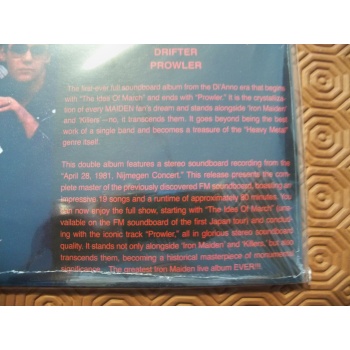 DRIFTER
PROWLER
The first-ever full soundboard album from the Di'Anno era that begins
with "The Ides Of March" and ends with "Prowler." It is the crystalliza-
tion of every MAIDEN fan's dream and stands alongside 'Iron Maiden'
and 'Killers'—no, it transcends them. It goes beyond being the best
work of a single band and becomes a treasure of the "Heavy Metal"
genre itself.
This double album features a stereo soundboard recording from the
"April 28, 1981, Nijmegen Concert." This release presents the com-
plete master of the previously discovered FM soundboard, boasting an
impressive 19 songs and a runtime of approximately 90 minutes. You
can now enjoy the full show, starting with "The Ides Of March" (una-
vailable on the FM soundboard of the first Japan tour) and conclud-
ing with the iconic track "Prowler," all in glorious stereo soundboard
quality. It stands not only alongside 'Iron Maiden' and 'Killers,' but also
transcends them, becoming a historical masterpiece of monumental
significance. The greatest Iron Maiden live album EVER!!!